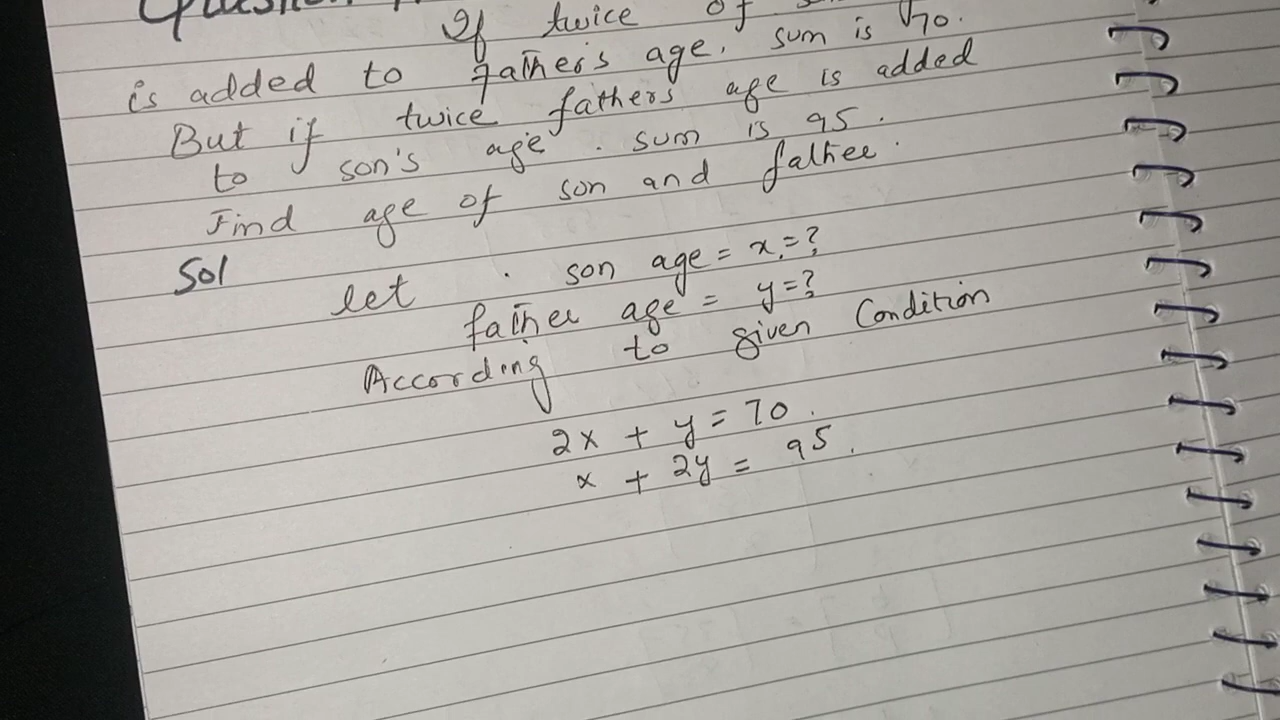 Question
If twice of
is added to father's age, sum is 70.
But if twice fathers age is added
to son's age. sum is 95.
Find age of son and father.
Sol
let son age = x = ?
father age = y = ?
According to given Condition
2x + y = 70.
x + 2y = 95.